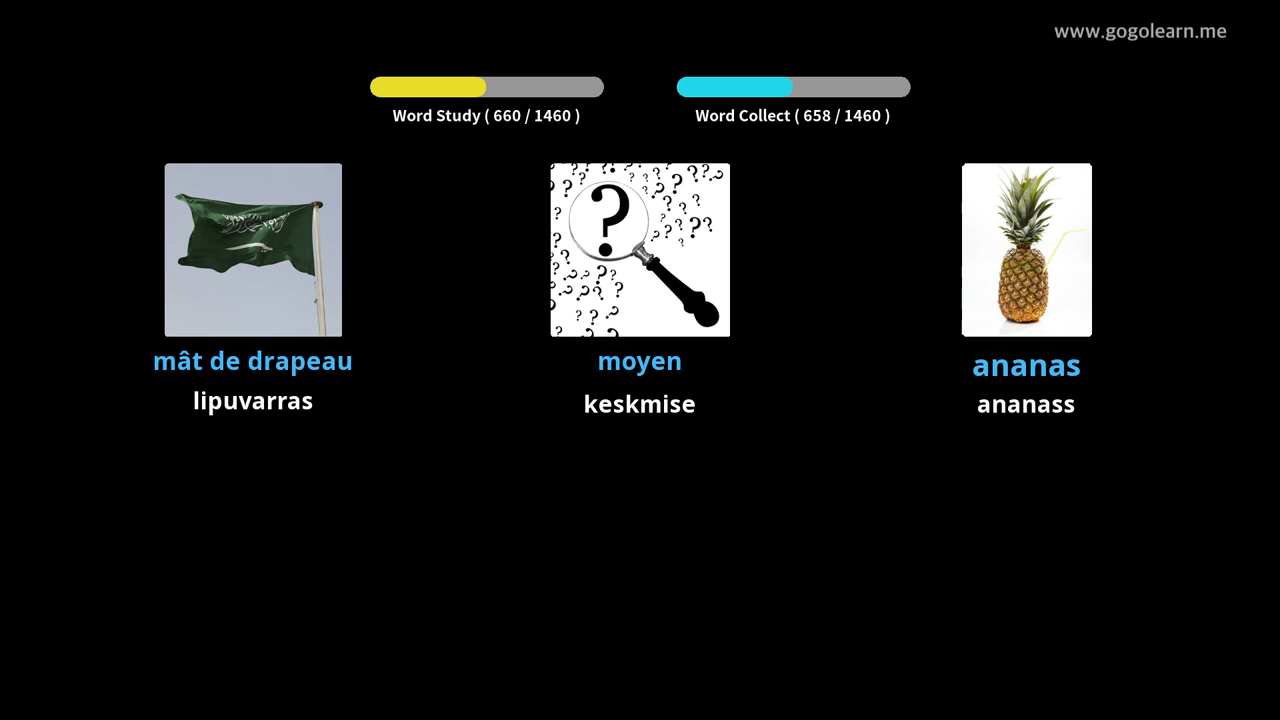 www.gogolearn.me
Word Study ( 660 / 1460 )
Word Collect ( 658 / 1460 )
mât de drapeau
lipuvarras
moyen
keskmise
ananas
ananass